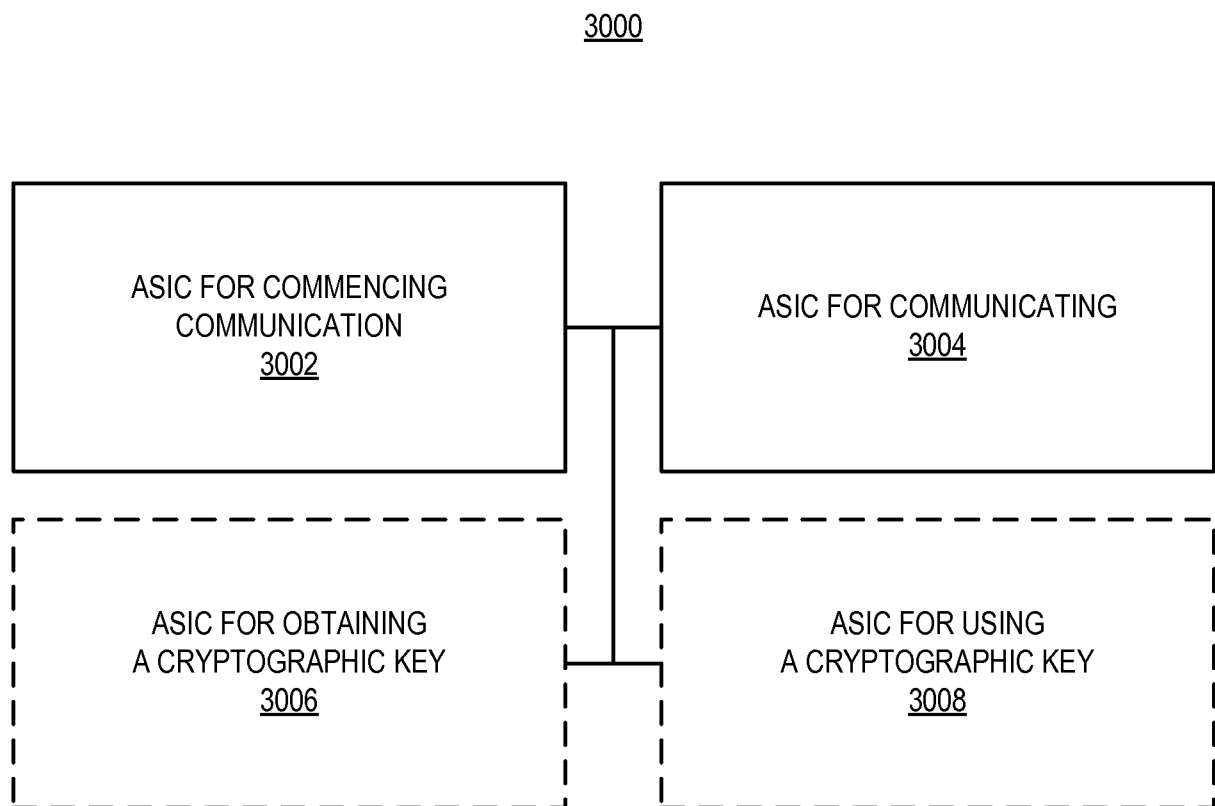 3000
ASIC FOR COMMENCING
COMMUNICATION
3002
ASIC FOR COMMUNICATING
3004
ASIC FOR OBTAINING
A CRYPTOGRAPHIC KEY
3006
ASIC FOR USING
A CRYPTOGRAPHIC KEY
3008